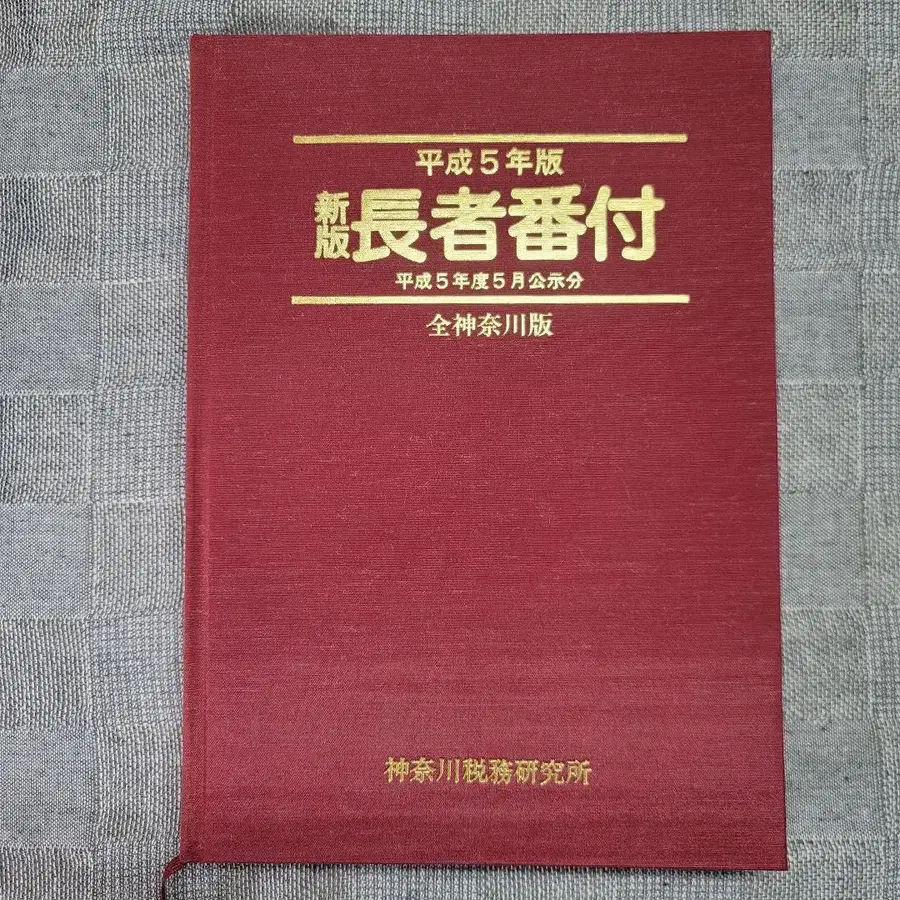 平成5年版
新版 長者番付
平成5年度5月公示分
全神奈川版
神奈川税務研究所